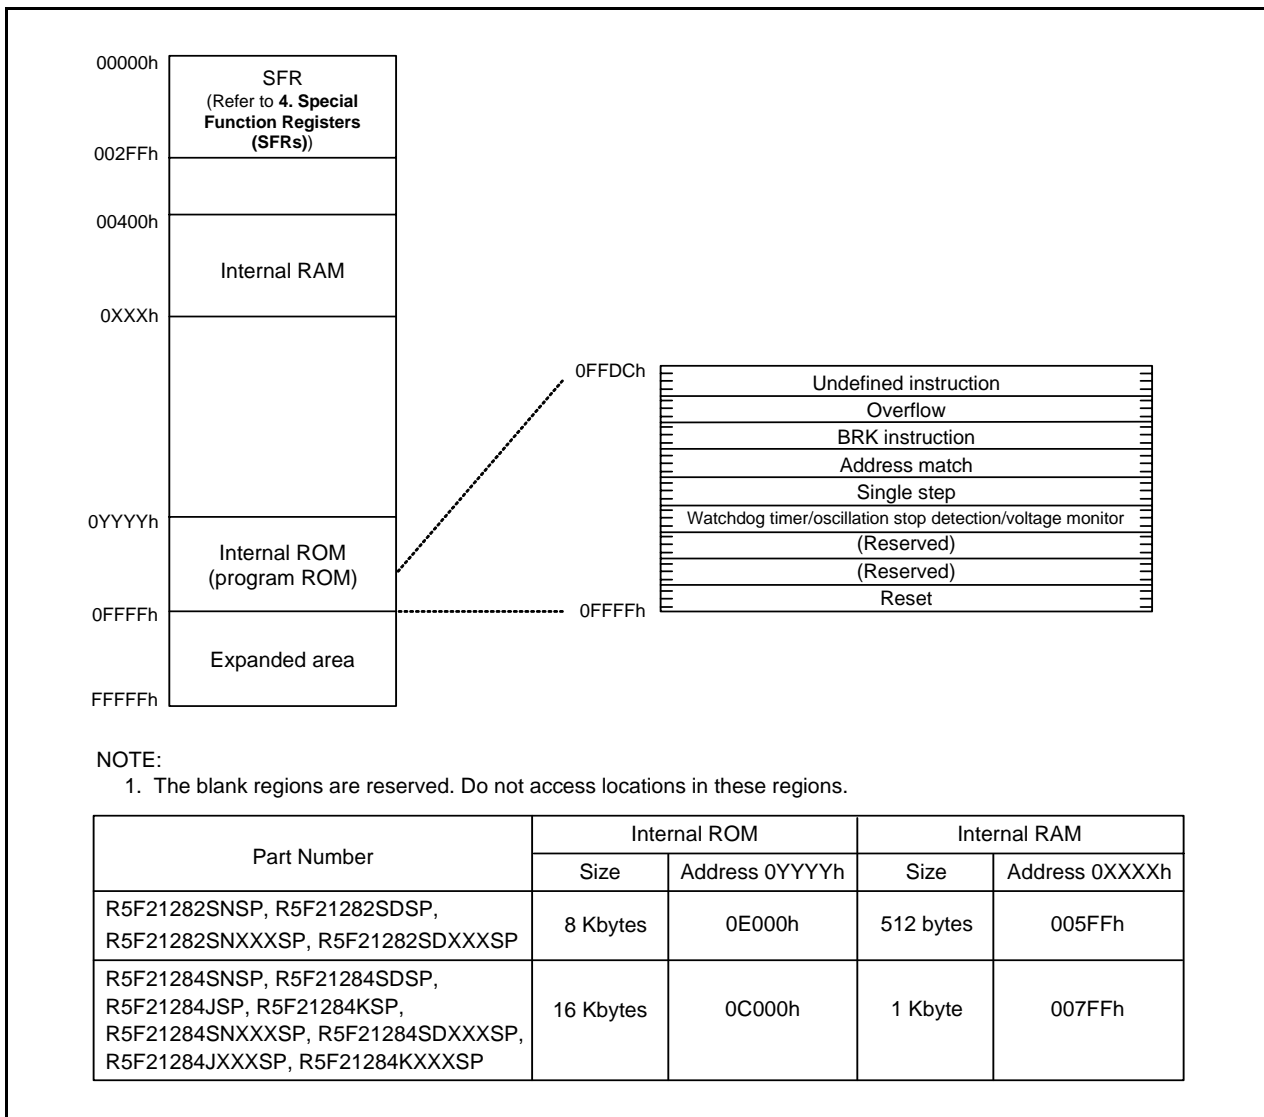 00000h
SFR
(Refer to 4. Special
Function Registers
(SFRs))
002FFh
00400h
Internal RAM
0XXXh
0YYYYh
Internal ROM
(program ROM)
0FFFFh
Expanded area
FFFFFh
0FFDCh
Undefined instruction
Overflow
BRK instruction
Address match
Single step
Watchdog timer/oscillation stop detection/voltage monitor
(Reserved)
(Reserved)
Reset
0FFFFh
NOTE:
1. The blank regions are reserved. Do not access locations in these regions.
Part Number
Internal ROM
Internal RAM
Size
Address 0YYYYh
Size
Address 0XXXXh
R5F21282SNSP, R5F21282SDSP,
R5F21282SNXXXSP, R5F21282SDXXXSP
8 Kbytes
0E000h
512 bytes
005FFh
R5F21284SNSP, R5F21284SDSP,
R5F21284JSP, R5F21284KSP,
R5F21284SNXXXSP, R5F21284SDXXXSP,
R5F21284JXXXSP, R5F21284KXXXSP
16 Kbytes
0C000h
1 Kbyte
007FFh